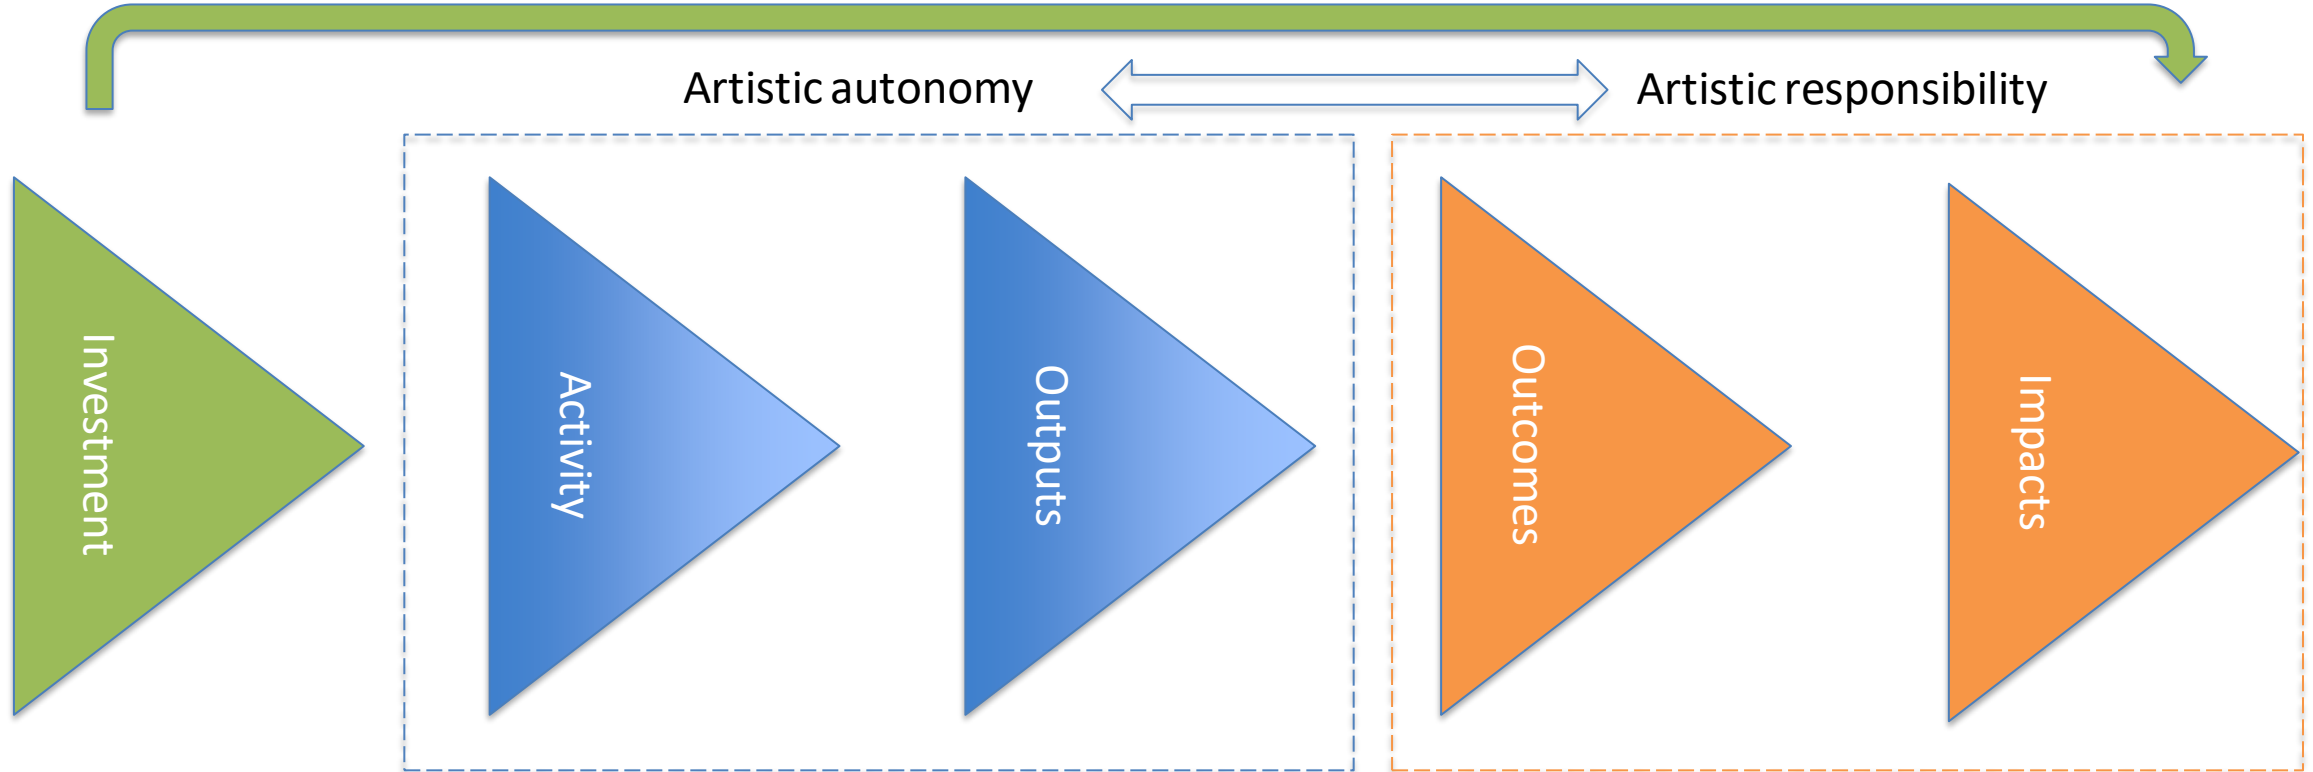 Artistic autonomy
Artistic responsibility
Investment
Activity
Outputs
Outcomes
Impacts